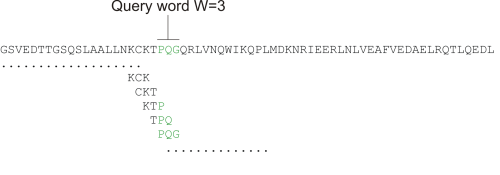 Query word W=3
GSVEDTTGSQSLAALLNKCKTPQGQRLVNQWIKQPLMDKNRIEERLNLVEAFVEDAELRQTLQEDL
...................
KCK
CKT
KTP
TPQ
PQG
..............